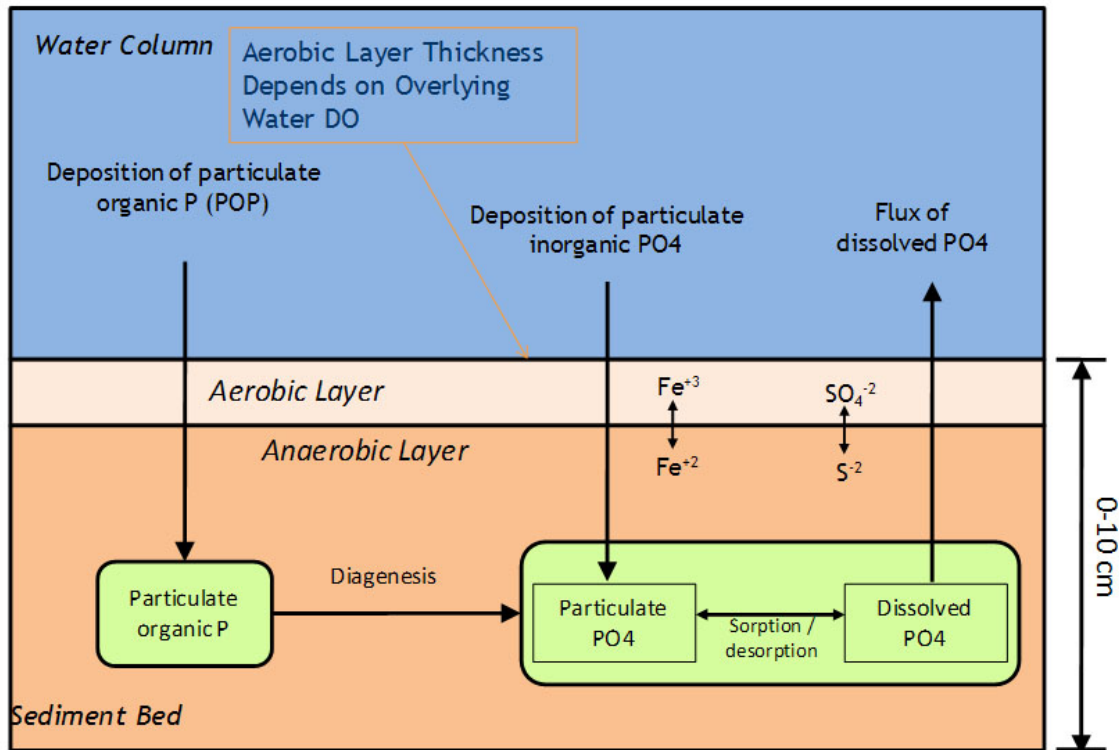 Water Column
Aerobic Layer Thickness
Depends on Overlying
Water DO
Deposition of particulate
organic P (POP)
Deposition of particulate
inorganic PO4
Flux of
dissolved PO4
Aerobic Layer
Fe+3
SO4-2
Anaerobic Layer
Fe+2
S-2
0-10 cm
Particulate
organic P
Diagenesis
Particulate
PO4
Sorption /
desorption
Dissolved
PO4
Sediment Bed